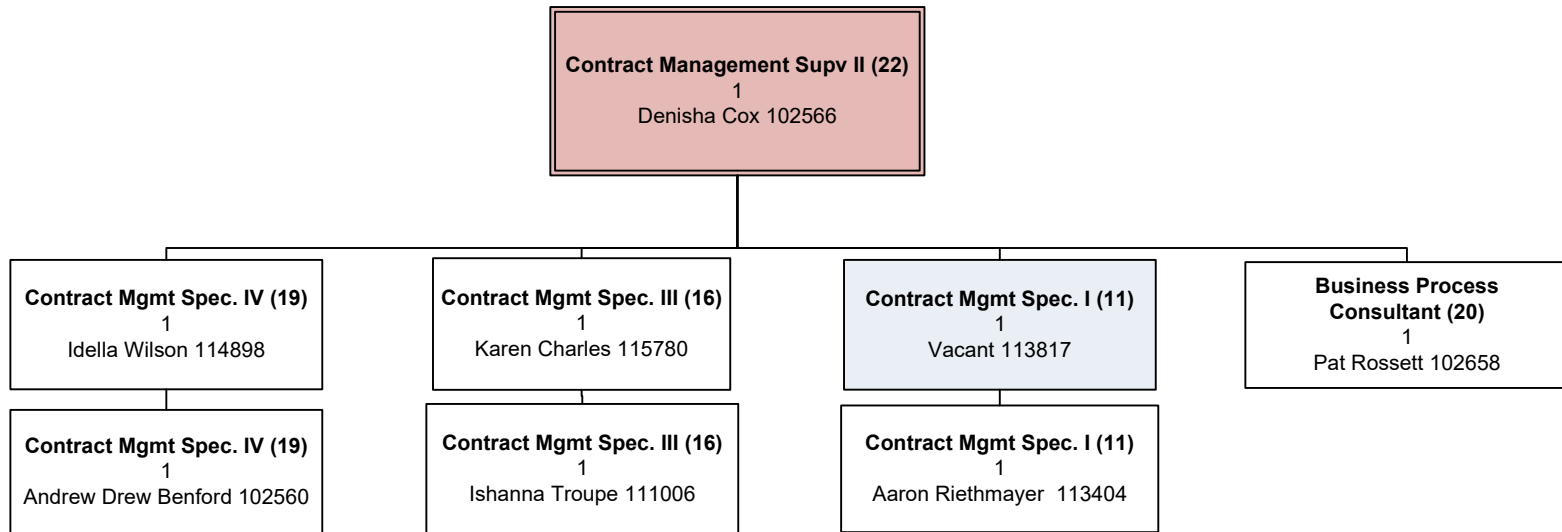 Contract Management Supv II (22)
1
Denisha Cox 102566
Contract Mgmt Spec. IV (19)
1
Idella Wilson 114898
Contract Mgmt Spec. III (16)
1
Karen Charles 115780
Contract Mgmt Spec. I (11)
1
Vacant 113817
Business Process
Consultant (20)
1
Pat Rossett 102658
Contract Mgmt Spec. IV (19)
1
Andrew Drew Benford 102560
Contract Mgmt Spec. III (16)
1
Ishanna Troupe 111006
Contract Mgmt Spec. I (11)
1
Aaron Riethmayer 113404